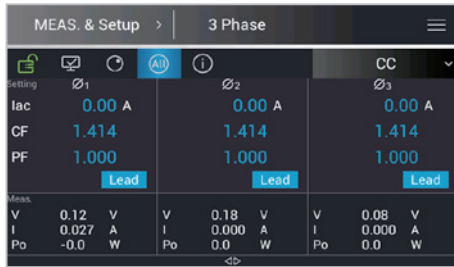 MEAS. & Setup > 3 Phase
All CC
Setting Ø1 Ø2 Ø3
Iac 0.00 A 0.00 A 0.00 A
CF 1.414 1.414 1.414
PF 1.000 1.000 1.000
Lead Lead Lead
Meas.
V 0.12 V V 0.18 V V 0.08 V
I 0.027 A I 0.000 A I 0.000 A
Po -0.0 W Po 0.0 W Po 0.0 W